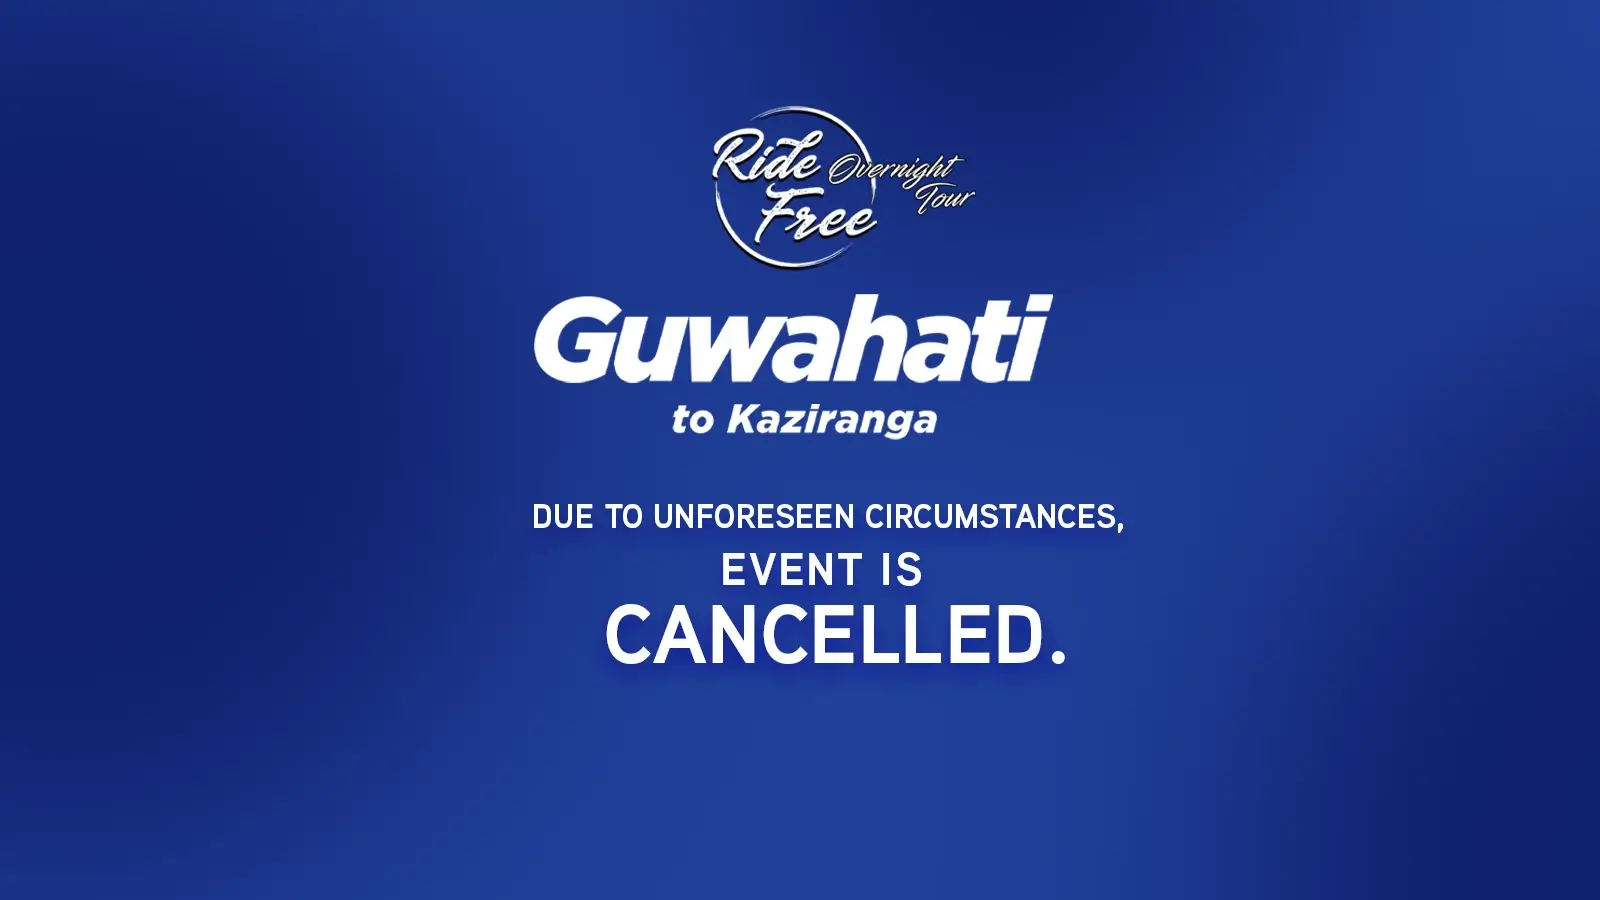 Ride Overnight
Free Tour
Guwahati
to Kaziranga
DUE TO UNFORESEEN CIRCUMSTANCES,
EVENT IS
CANCELLED.